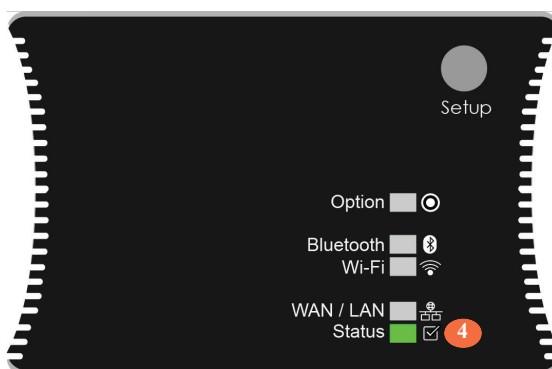 Setup
Option
Bluetooth
Wi-Fi
WAN / LAN
Status 4